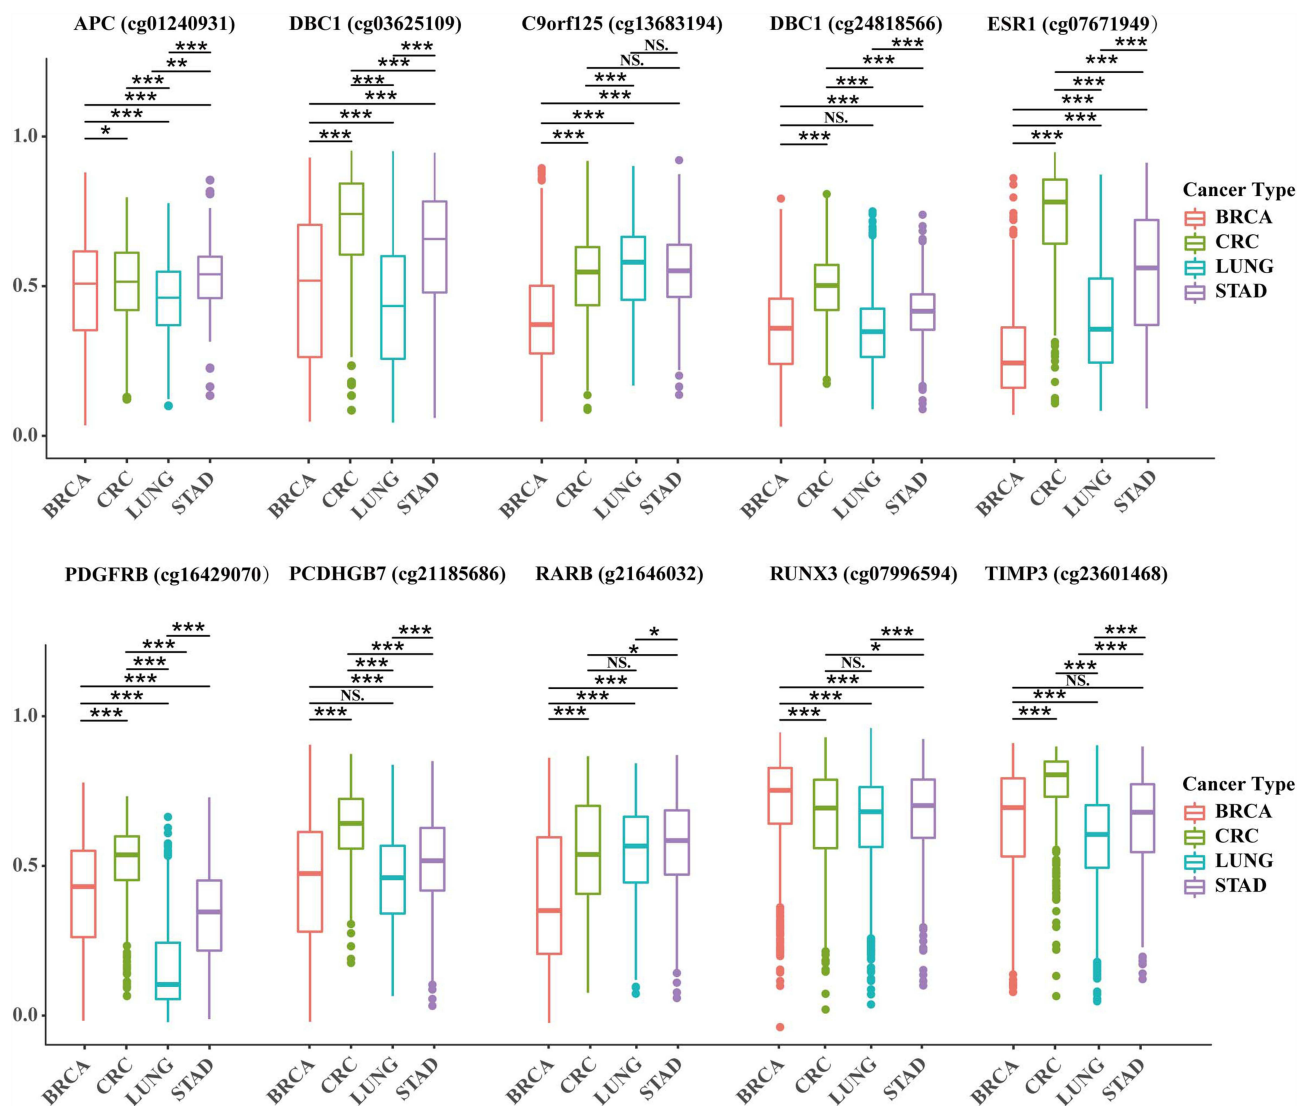 APC (cg01240931) DBC1 (cg03625109) C9orf125 (cg13683194) DBC1 (cg24818566) ESR1 (cg07671949)
*** *** NS. *** ***
** *** NS. *** ***
*** *** *** *** ***
*** *** *** *** ***
*** *** *** NS. ***
* *** *** *** ***
1.0
0.5
0.0
Cancer Type
BRCA
CRC
LUNG
STAD
BRCA CRC LUNG STAD BRCA CRC LUNG STAD BRCA CRC LUNG STAD BRCA CRC LUNG STAD BRCA CRC LUNG STAD
PDGFRB (cg16429070) PCDHGB7 (cg21185686) RARB (g21646032) RUNX3 (cg07996594) TIMP3 (cg23601468)
*** *** * *** ***
*** *** * * ***
*** *** NS. NS. ***
*** *** *** *** NS.
*** NS. *** *** ***
*** *** *** *** ***
1.0
0.5
0.0
Cancer Type
BRCA
CRC
LUNG
STAD
BRCA CRC LUNG STAD BRCA CRC LUNG STAD BRCA CRC LUNG STAD BRCA CRC LUNG STAD BRCA CRC LUNG STAD